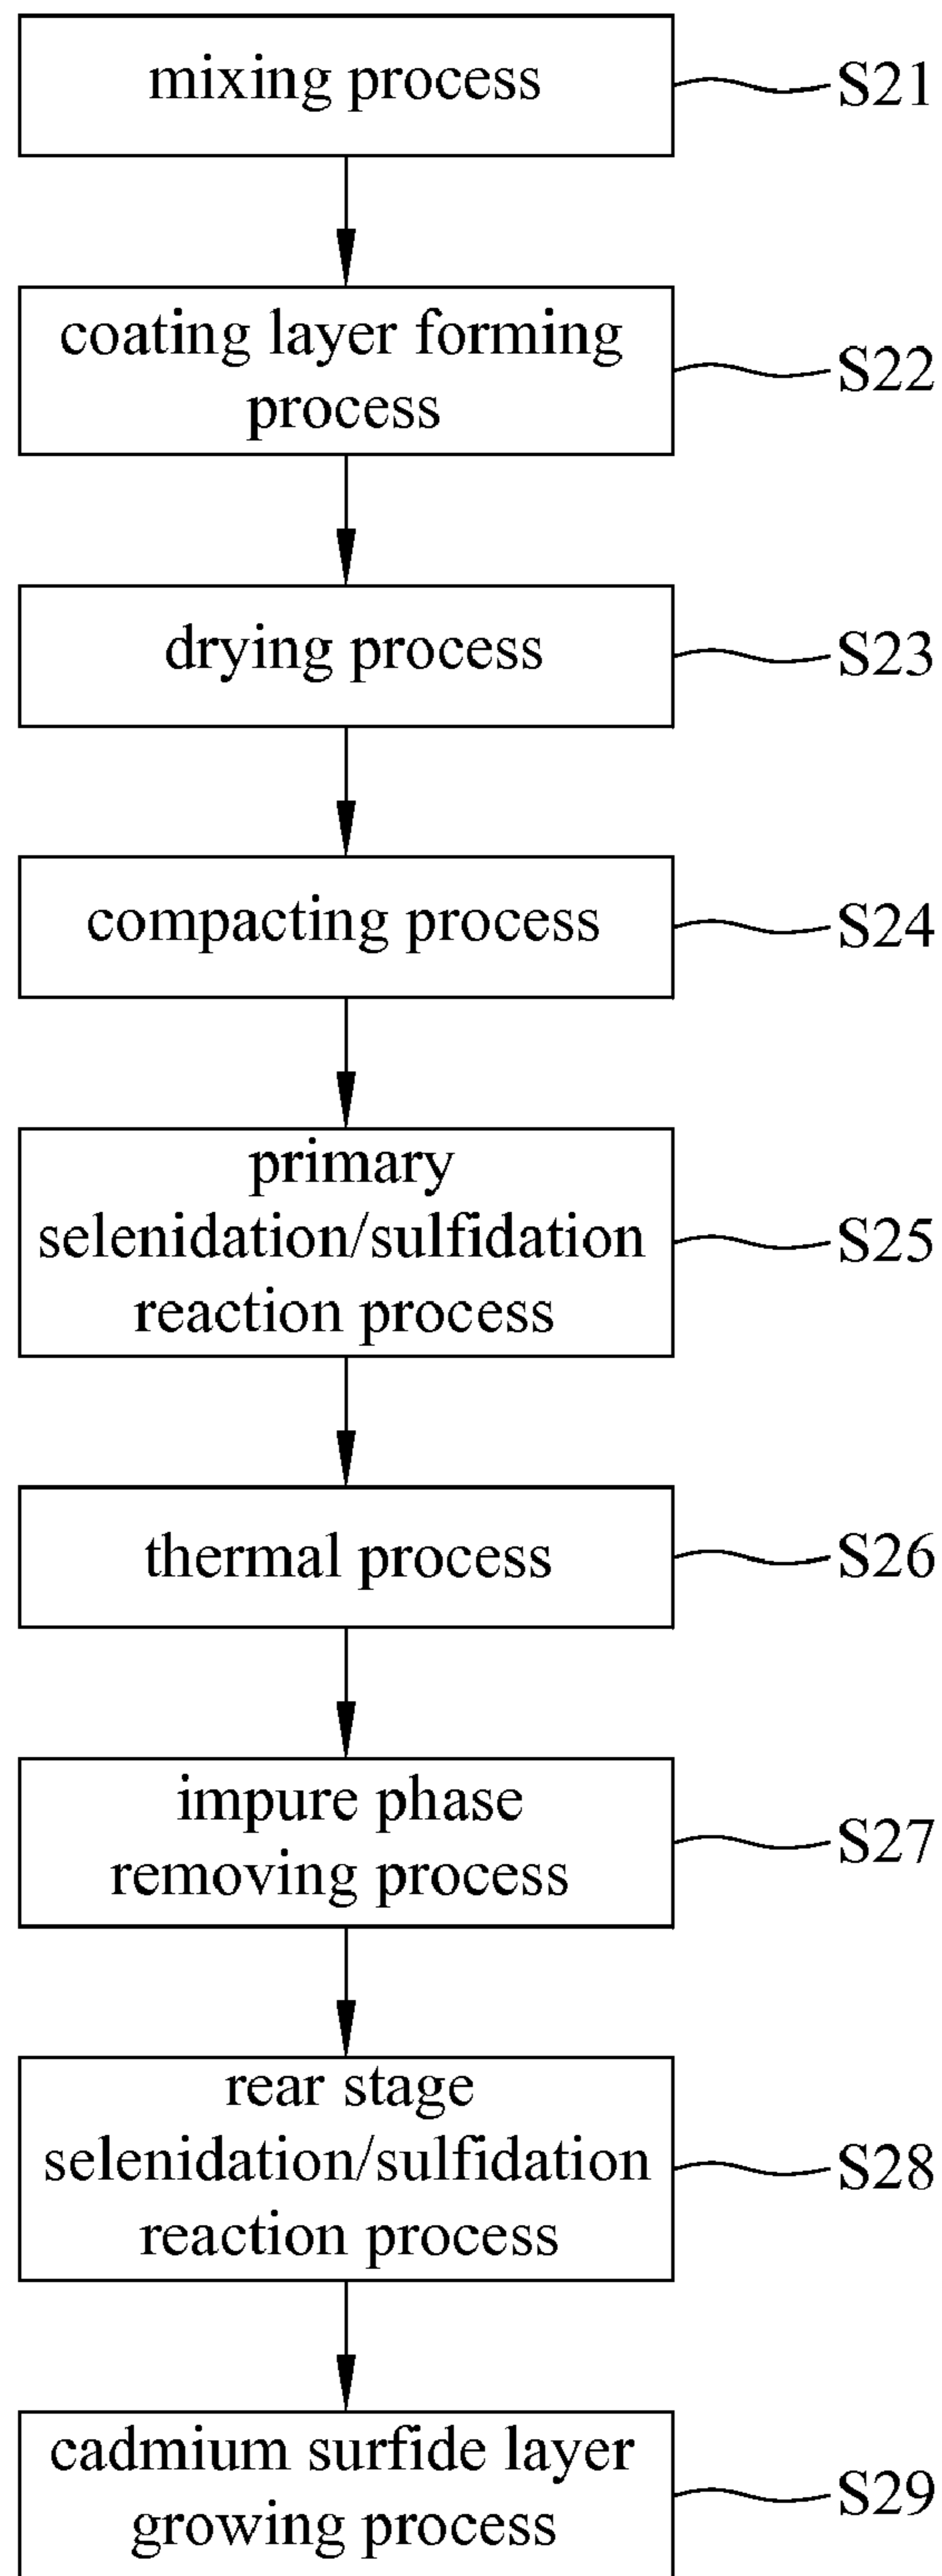 mixing process
S21
coating layer forming
process
S22
drying process
S23
compacting process
S24
primary
selenidation/sulfidation
reaction process
S25
thermal process
S26
impure phase
removing process
S27
rear stage
selenidation/sulfidation
reaction process
S28
cadmium surfide layer
growing process
S29